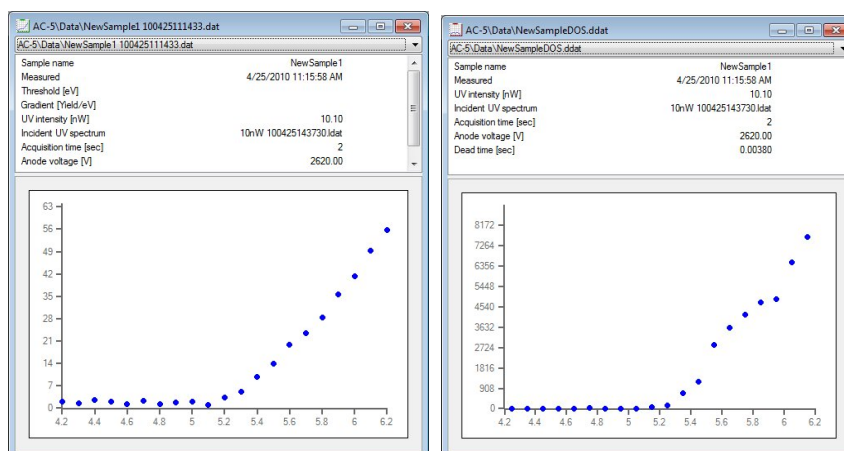 AC-5\Data\NewSample1 100425111433.dat
AC-5\Data\NewSample1 100425111433.dat
Sample name NewSample1
Measured 4/25/2010 11:15:58 AM
Threshold [eV]
Gradient [Yield/eV]
UV intensity [nW] 10.10
Incident UV spectrum 10nW 100425143730.ldat
Acquisition time [sec] 2
Anode voltage [V] 2620.00
63
56
49
42
35
28
21
14
7
0
4.2 4.4 4.6 4.8 5 5.2 5.4 5.6 5.8 6 6.2
AC-5\Data\NewSampleDOS.ddat
AC-5\Data\NewSampleDOS.ddat
Sample name NewSample1
Measured 4/25/2010 11:15:58 AM
UV intensity [nW] 10.10
Incident UV spectrum 10nW 100425143730.ldat
Acquisition time [sec] 2
Anode voltage [V] 2620.00
Dead time [sec] 0.00380
8172
7264
6356
5448
4540
3632
2724
1816
908
0
4.2 4.4 4.6 4.8 5 5.2 5.4 5.6 5.8 6 6.2